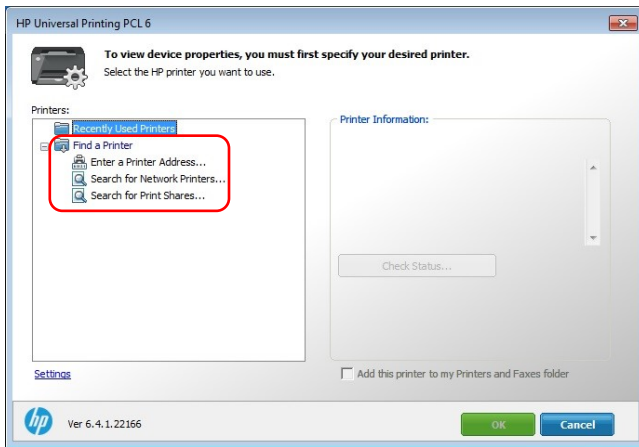 HP Universal Printing PCL 6
To view device properties, you must first specify your desired printer.
Select the HP printer you want to use.
Printers:
Recently Used Printers
Find a Printer
Enter a Printer Address...
Search for Network Printers...
Search for Print Shares...
Printer Information:
Check Status...
Settings
Add this printer to my Printers and Faxes folder
hp
Ver 6.4.1.22166
OK
Cancel